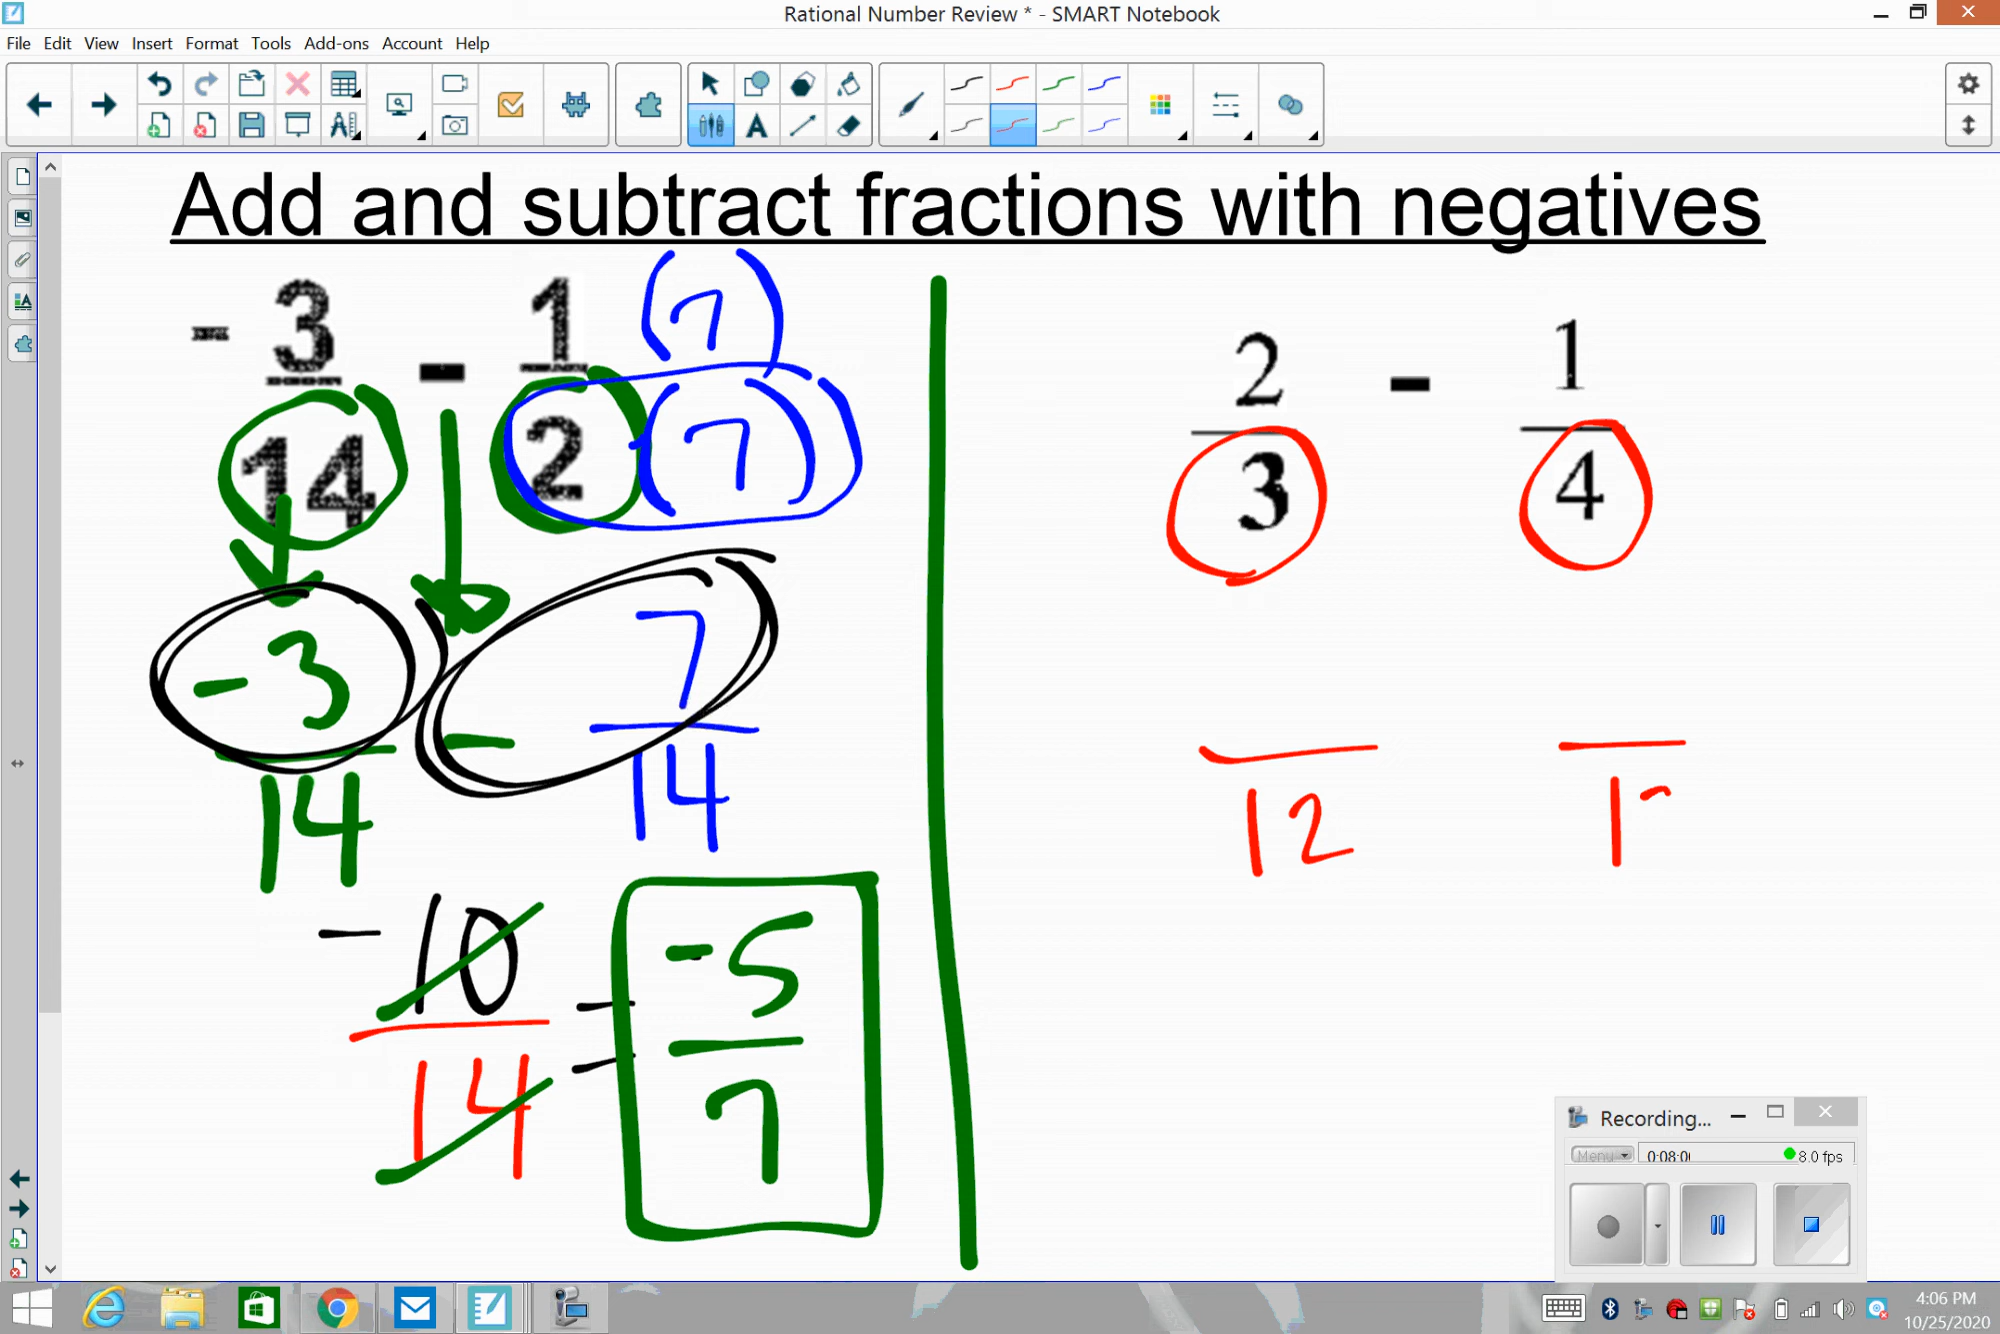 Rational Number Review * - SMART Notebook
File Edit View Insert Format Tools Add-ons Account Help
Add and subtract fractions with negatives
- 3 - 1 (7)
14 2 (7)
-3 - 7
14 14
-10 = -5
14 7
2 - 1
3 4
12 1
Recording...
Menu 0:08:0 8.0 fps
4:06 PM
10/25/2020